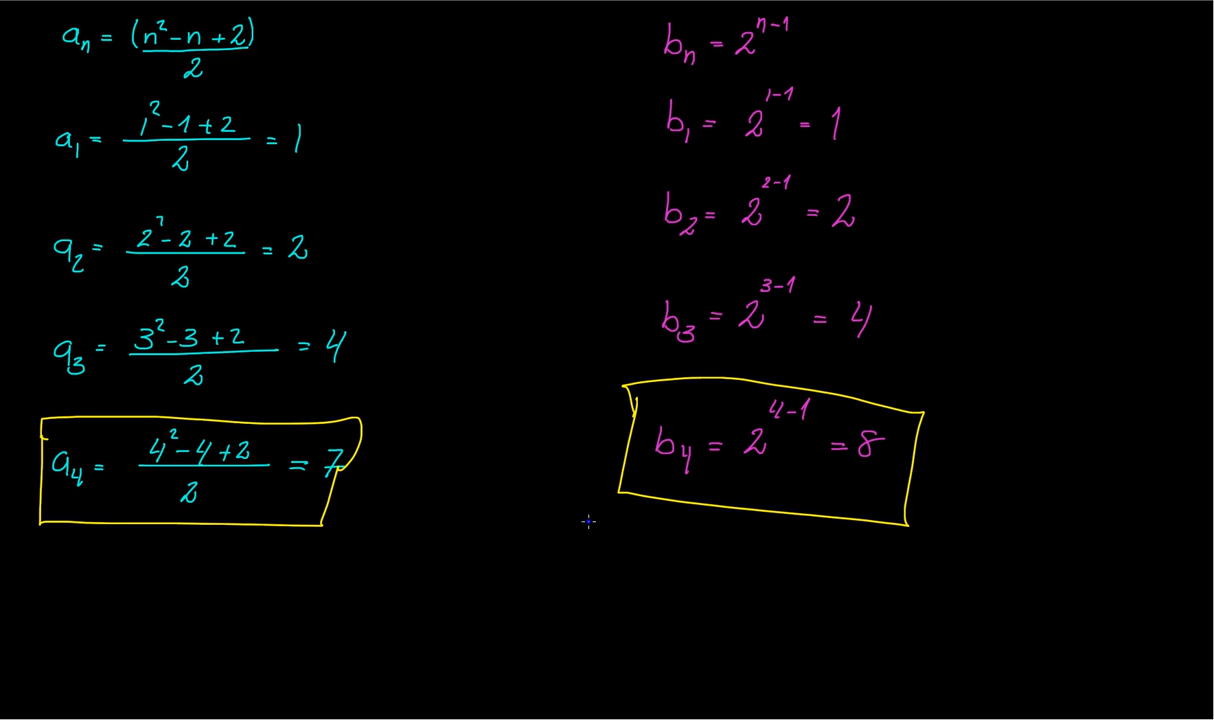 aₙ = (n² - n + 2) / 2
a₁ = (1² - 1 + 2) / 2 = 1
a₂ = (2² - 2 + 2) / 2 = 2
a₃ = (3² - 3 + 2) / 2 = 4
a₄ = (4² - 4 + 2) / 2 = 7
bₙ = 2ⁿ⁻¹
b₁ = 2¹⁻¹ = 1
b₂ = 2²⁻¹ = 2
b₃ = 2³⁻¹ = 4
b₄ = 2⁴⁻¹ = 8